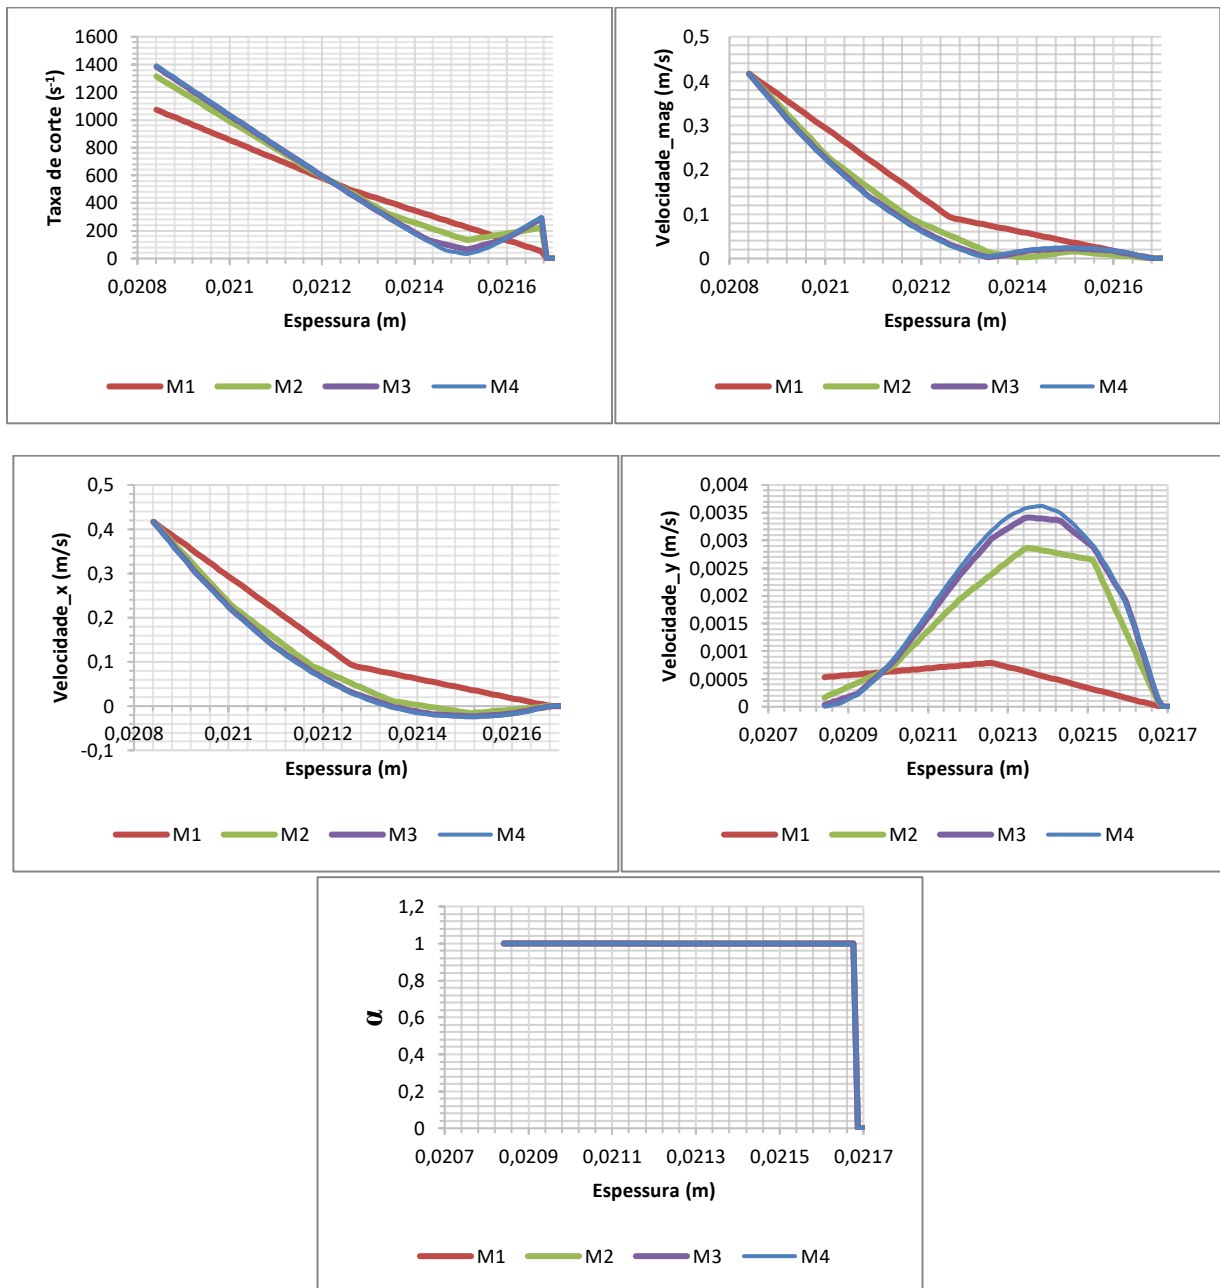 1600
1400
1200
1000
800
600
400
200
0
Taxa de corte (s⁻¹)
0,0208 0,021 0,0212 0,0214 0,0216
Espessura (m)
M1 M2 M3 M4
0,5
0,4
0,3
0,2
0,1
0
Velocidade_mag (m/s)
0,0208 0,021 0,0212 0,0214 0,0216
Espessura (m)
M1 M2 M3 M4
0,5
0,4
0,3
0,2
0,1
0
-0,1
Velocidade_x (m/s)
0,0208 0,021 0,0212 0,0214 0,0216
Espessura (m)
M1 M2 M3 M4
0,004
0,0035
0,003
0,0025
0,002
0,0015
0,001
0,0005
0
Velocidade_y (m/s)
0,0207 0,0209 0,0211 0,0213 0,0215 0,0217
Espessura (m)
M1 M2 M3 M4
1,2
1
0,8
0,6
0,4
0,2
0
α
0,0207 0,0209 0,0211 0,0213 0,0215 0,0217
Espessura (m)
M1 M2 M3 M4